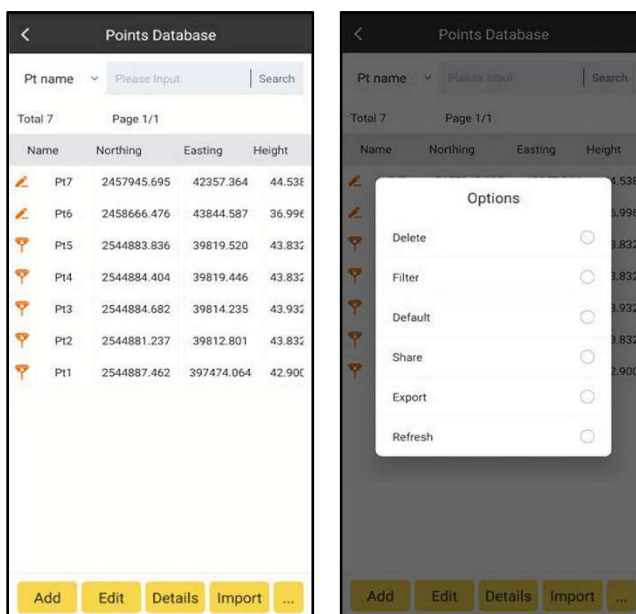 Points Database
Pt name Please Input Search
Total 7 Page 1/1
Name Northing Easting Height
Pt7 2457945.695 42357.364 44.538
Pt6 2458666.476 43844.587 36.996
Pt5 2544883.836 39819.520 43.832
Pt4 2544884.404 39819.446 43.832
Pt3 2544884.682 39814.235 43.932
Pt2 2544881.237 39812.801 43.832
Pt1 2544887.462 397474.064 42.900
Add Edit Details Import ...
Points Database
Pt name Please Input Search
Total 7 Page 1/1
Name Northing Easting Height
Options
Delete
Filter
Default
Share
Export
Refresh
Add Edit Details Import ...